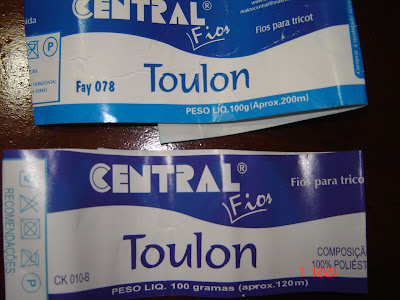 CENTRAL®
Fios
Fios para tricot
Toulon
Fay 078
PESO LIQ. 100g (Aprox.200m)
CENTRAL®
Fios
Fios para trico
RECOMENDAÇÕES:
Toulon
COMPOSIÇÃ
100% POLIÉST
CK 010-B
PESO LIQ. 100 gramas (aprox.120m)